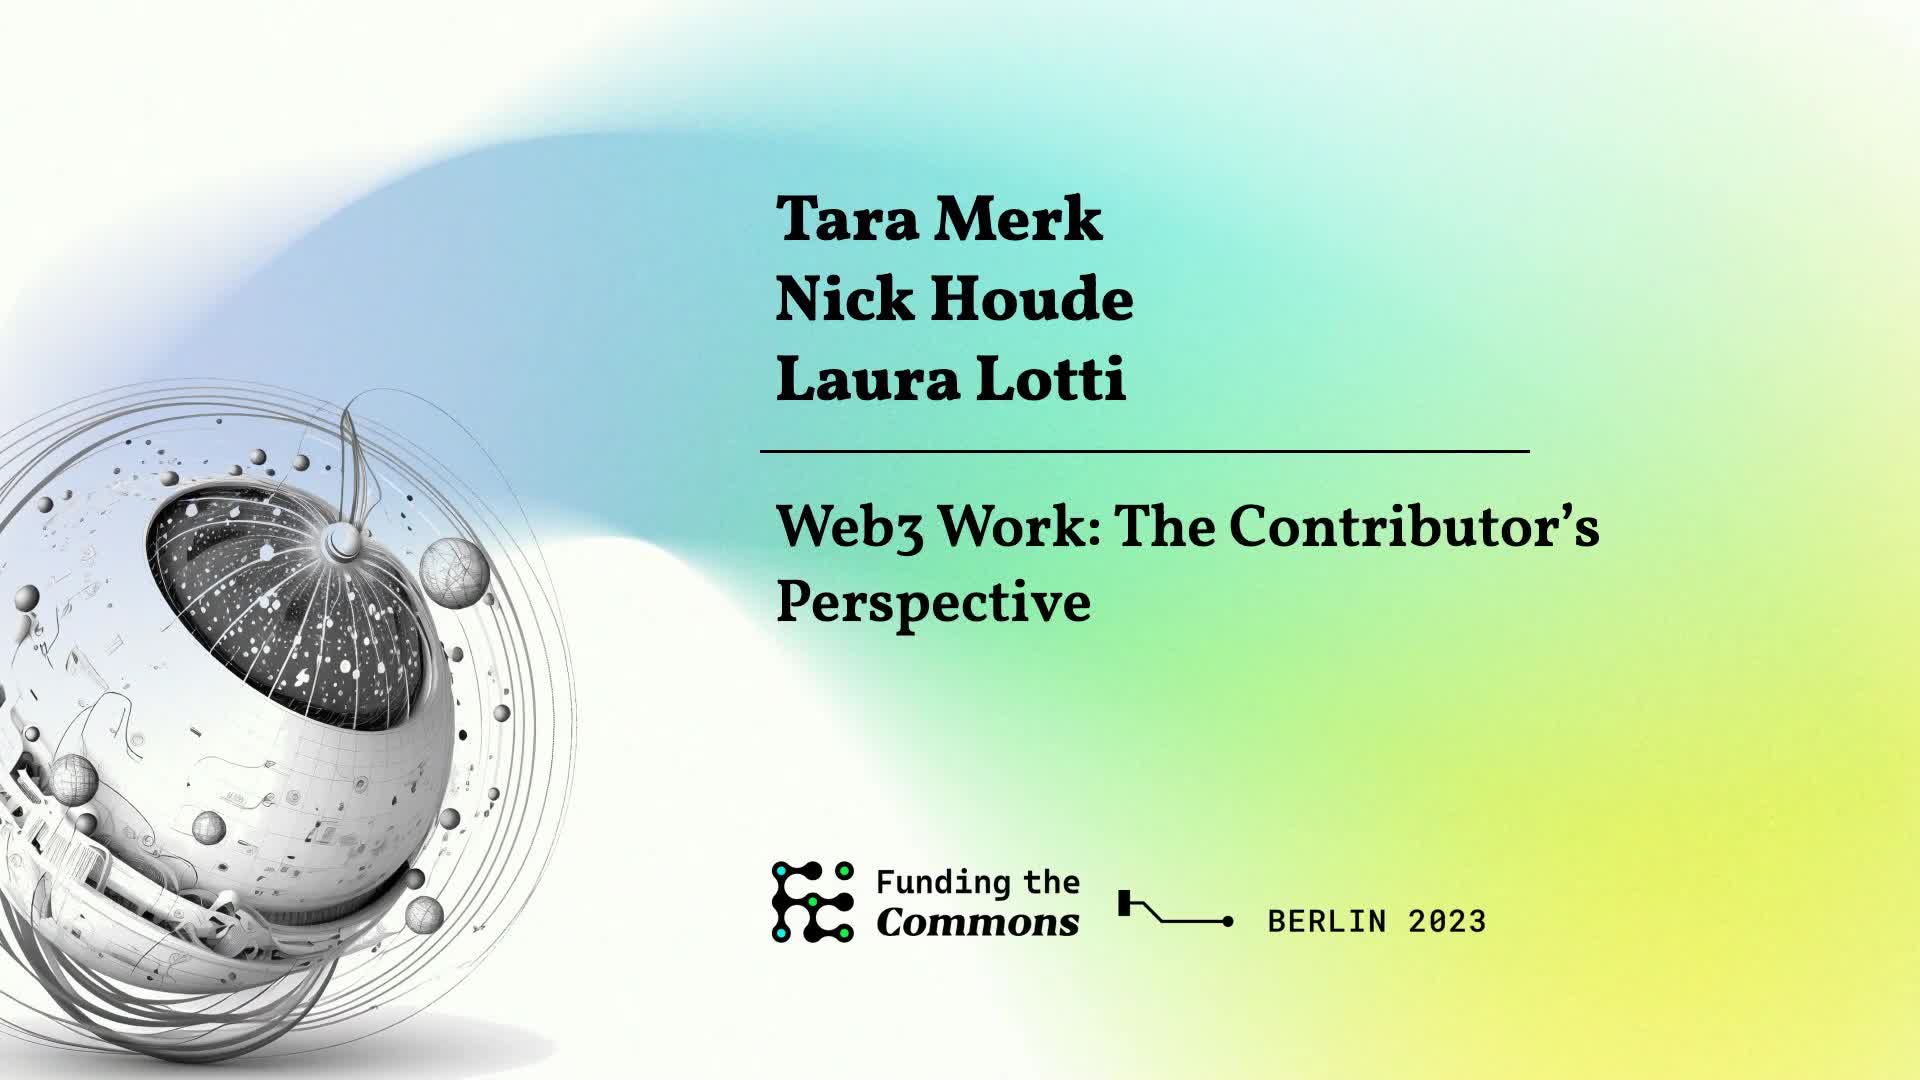 Tara Merk
Nick Houde
Laura Lotti
Web3 Work: The Contributor’s
Perspective
Funding the
Commons
BERLIN 2023